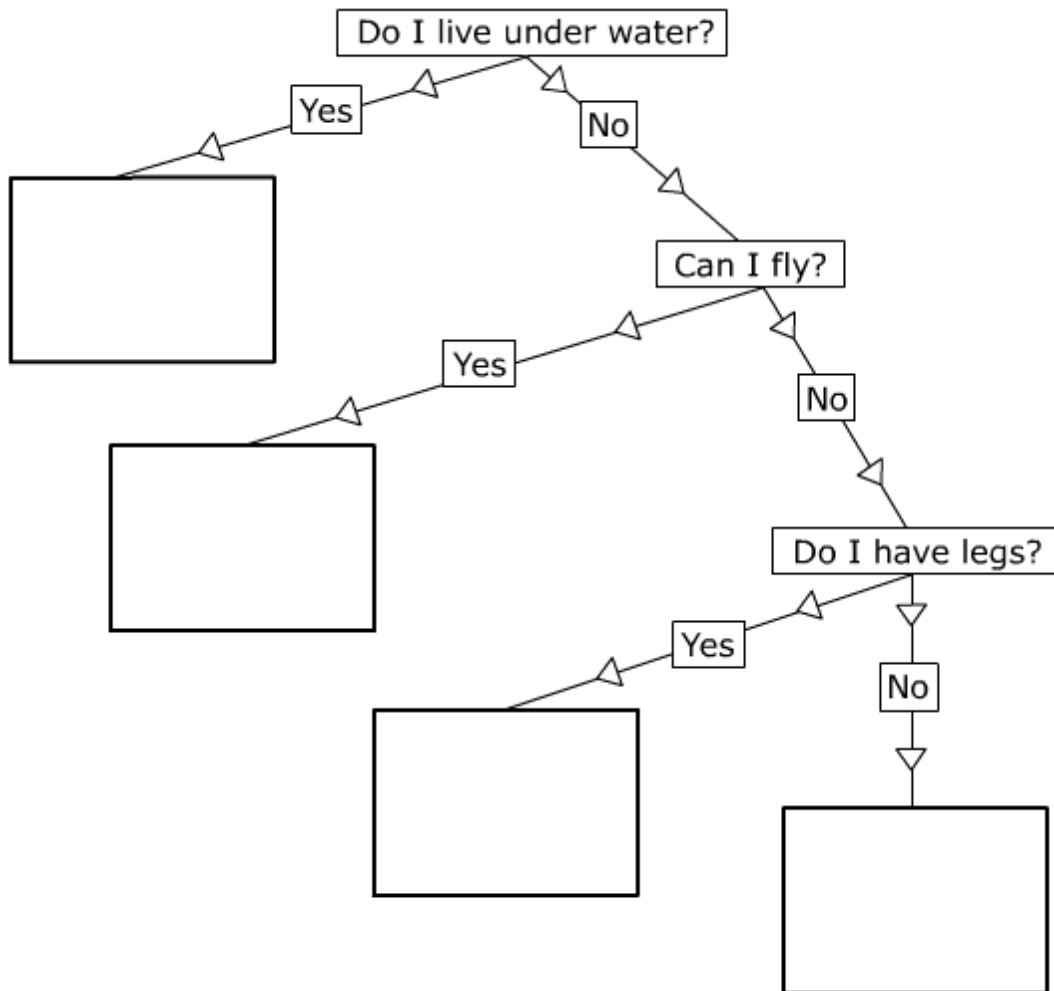 Do I live under water?
Yes
No
Can I fly?
Yes
No
Do I have legs?
Yes
No